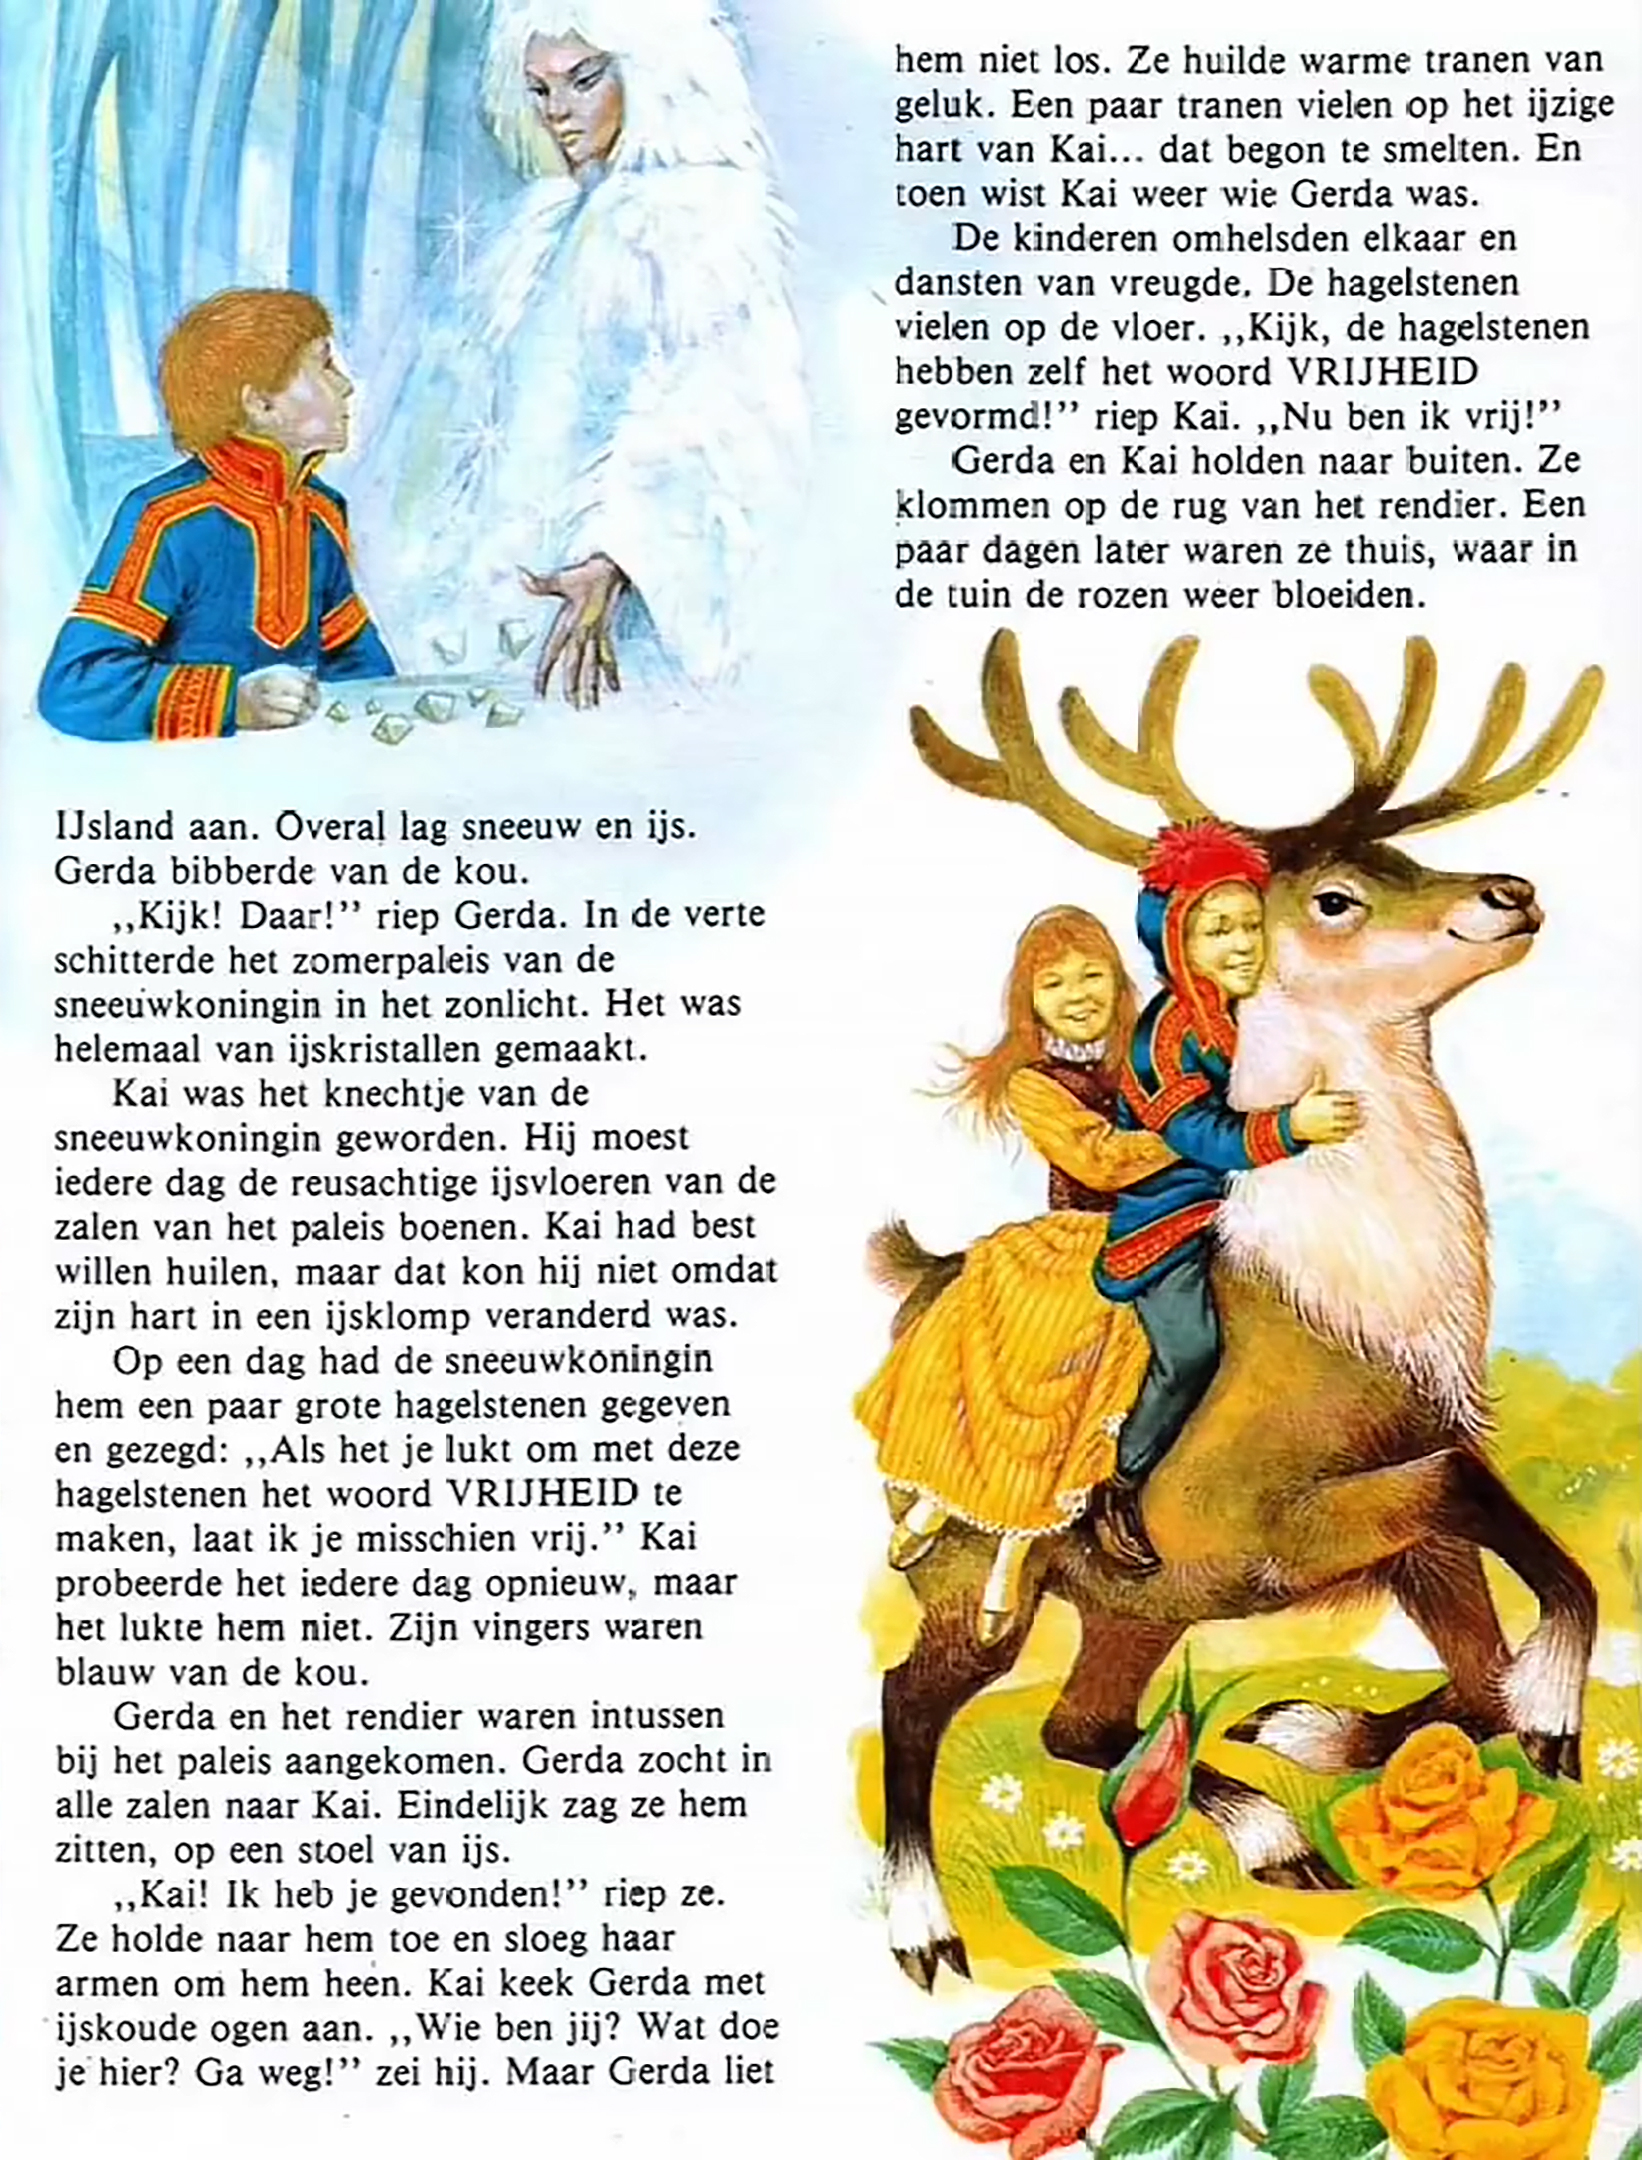 IJsland aan. Overal lag sneeuw en ijs.
Gerda bibberde van de kou.
,,Kijk! Daar!” riep Gerda. In de verte
schitterde het zomerpaleis van de
sneeuwkoningin in het zonlicht. Het was
helemaal van ijskristallen gemaakt.
Kai was het knechtje van de
sneeuwkoningin geworden. Hij moest
iedere dag de reusachtige ijsvloeren van de
zalen van het paleis boenen. Kai had best
willen huilen, maar dat kon hij niet omdat
zijn hart in een ijsklomp veranderd was.
Op een dag had de sneeuwkoningin
hem een paar grote hagelstenen gegeven
en gezegd: ,,Als het je lukt om met deze
hagelstenen het woord VRIJHEID te
maken, laat ik je misschien vrij.” Kai
probeerde het iedere dag opnieuw, maar
het lukte hem niet. Zijn vingers waren
blauw van de kou.
Gerda en het rendier waren intussen
bij het paleis aangekomen. Gerda zocht in
alle zalen naar Kai. Eindelijk zag ze hem
zitten, op een stoel van ijs.
,,Kai! Ik heb je gevonden!” riep ze.
Ze holde naar hem toe en sloeg haar
armen om hem heen. Kai keek Gerda met
ijskoude ogen aan. ,,Wie ben jij? Wat doe
je hier? Ga weg!” zei hij. Maar Gerda liet
hem niet los. Ze huilde warme tranen van
geluk. Een paar tranen vielen op het ijzige
hart van Kai... dat begon te smelten. En
toen wist Kai weer wie Gerda was.
De kinderen omhelsden elkaar en
dansten van vreugde. De hagelstenen
vielen op de vloer. ,,Kijk, de hagelstenen
hebben zelf het woord VRIJHEID
gevormd!” riep Kai. ,,Nu ben ik vrij!”
Gerda en Kai holden naar buiten. Ze
klommen op de rug van het rendier. Een
paar dagen later waren ze thuis, waar in
de tuin de rozen weer bloeiden.